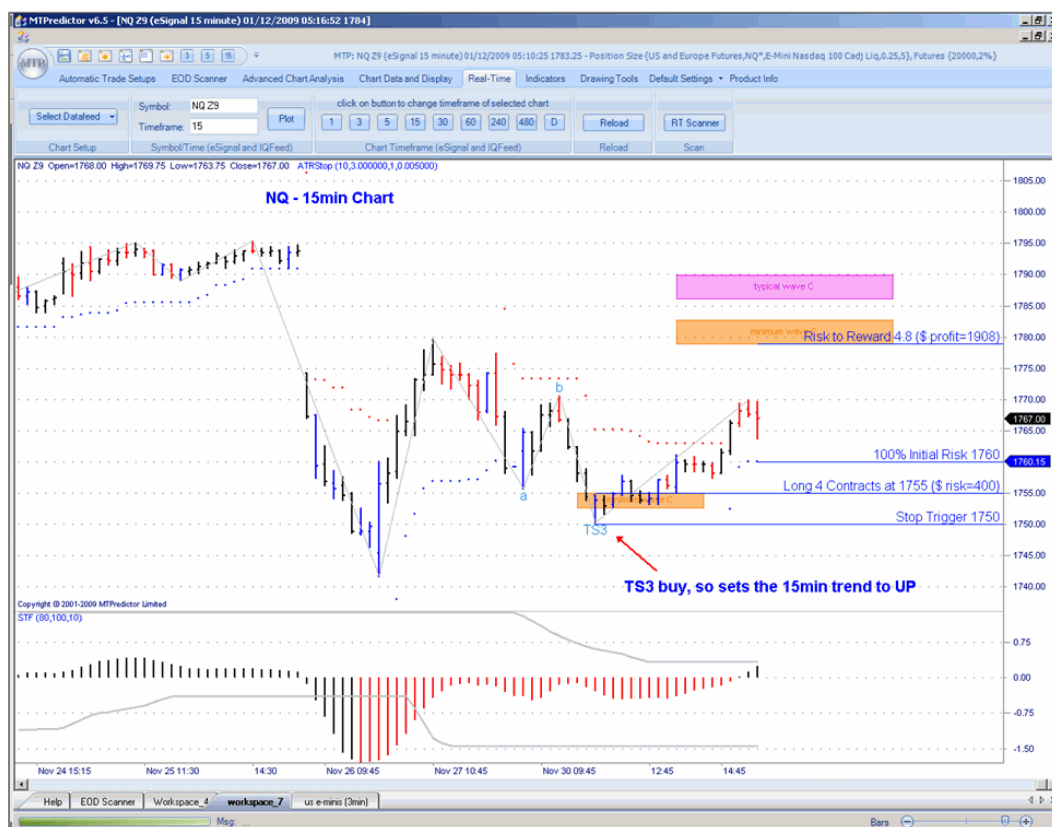 MTPredictor v6.5 - [NQ Z9 (eSignal 15 minute) 01/12/2009 05:16:52 1784]
MTP
3 5 15
MTP: NQ Z9 (eSignal 15 minute) 01/12/2009 05:10:25 1783.25 - Position Size{US and Europe Futures,NQ*,E-Mini Nasdaq 100 Cadj Liq,0.25,5}, Futures {20000,2%}
Automatic Trade Setups EOD Scanner Advanced Chart Analysis Chart Data and Display Real-Time Indicators Drawing Tools Default Settings Product Info
Select Datafeed
Symbol: NQ Z9
Timeframe: 15
Plot
click on button to change timeframe of selected chart
1 3 5 15 30 60 240 480 D
Reload
RT Scanner
Chart Setup Symbol/Time (eSignal and IQFeed) Chart Timeframe (eSignal and IQFeed) Reload Scan
NQ Z9 Open=1768.00 High=1769.75 Low=1763.75 Close=1767.00 ATRStop (10,3.000000,1,0.005000)
NQ - 15min Chart
1805.00
1800.00
1795.00
1790.00
typical wave C
1785.00
minimum wave C
Risk to Reward 4.8 ($ profit=1908)
1780.00
1775.00
b
1770.00
1767.00
1765.00
100% Initial Risk 1760
1760.15
a
Long 4 Contracts at 1755 ($ risk=400)
1755.00
Stop Trigger 1750
1750.00
TS3
1745.00
TS3 buy, so sets the 15min trend to UP
1740.00
Copyright © 2001-2009 MTPredictor Limited
STF (80,100,10)
0.75
0.00
-0.75
-1.50
Nov 24 15:15 Nov 25 11:30 14:30 Nov 26 09:45 Nov 27 10:45 Nov 30 09:45 12:45 14:45
Help EOD Scanner Workspace_4 workspace_7 us e-minis (3min)
Msg: ...
Bars